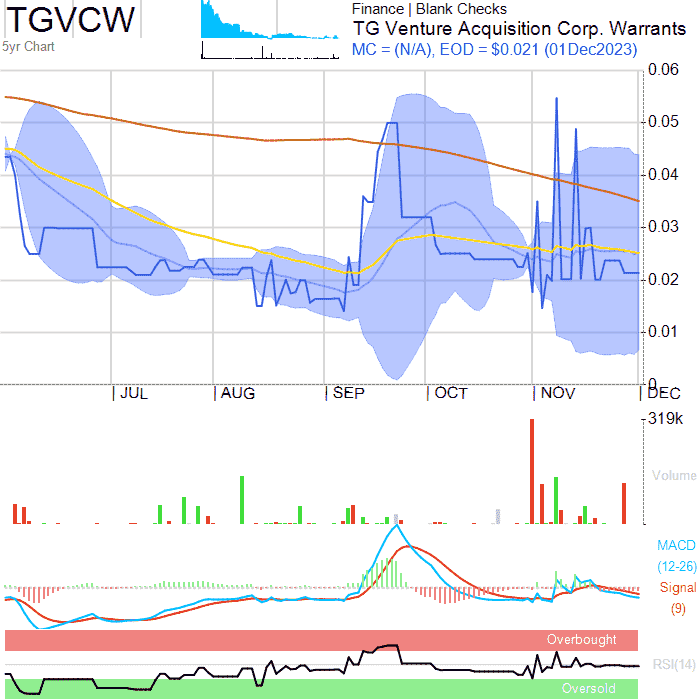 TGVCW
5yr Chart
Finance | Blank Checks
TG Venture Acquisition Corp. Warrants
MC = (N/A), EOD = $0.021 (01Dec2023)
0.06
0.05
0.04
0.03
0.02
0.01
0
JUL
AUG
SEP
OCT
NOV
DEC
319k
Volume
MACD
(12-26)
Signal
(9)
Overbought
RSI(14)
Oversold